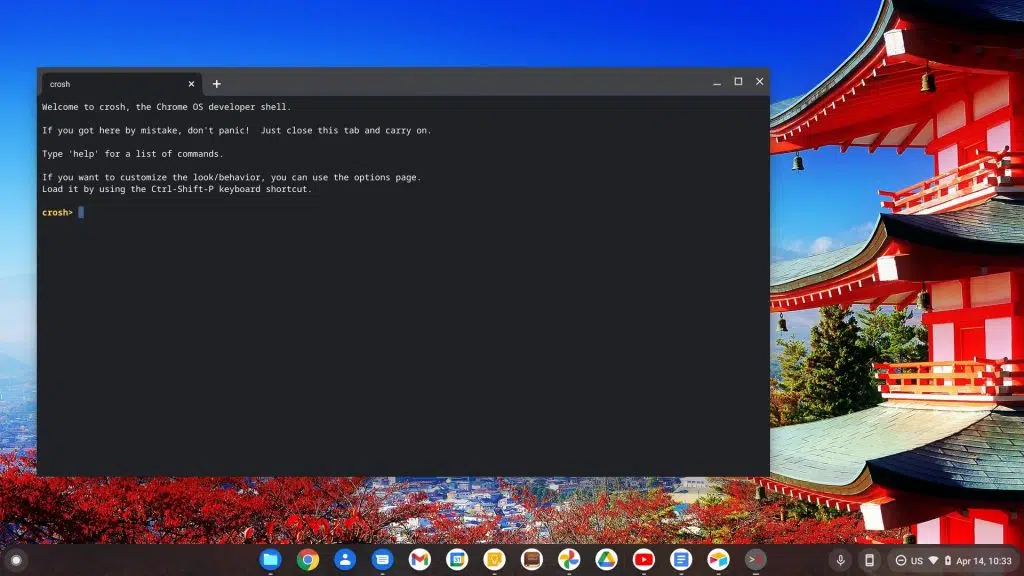 crosh
Welcome to crosh, the Chrome OS developer shell.
If you got here by mistake, don't panic!  Just close this tab and carry on.
Type 'help' for a list of commands.
If you want to customize the look/behavior, you can use the options page.
Load it by using the Ctrl-Shift-P keyboard shortcut.
crosh>
US Apr 14, 10:33